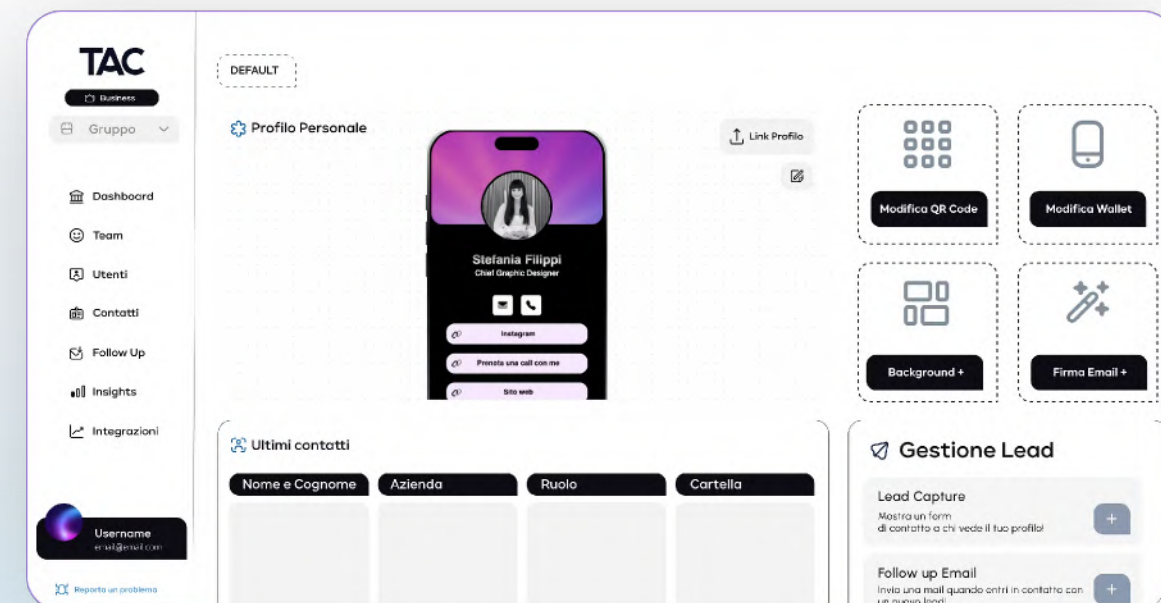 TAC
Business
Gruppo
Dashboard
Team
Utenti
Contatti
Follow Up
Insights
Integrazioni
Username
email@email.com
Reporta un problema
DEFAULT
Profilo Personale
Link Profilo
Stefania Filippi
Chief Graphic Designer
Instagram
Prenota una call con me
Sito web
Modifica QR Code
Modifica Wallet
Background +
Firma Email +
Ultimi contatti
Nome e Cognome
Azienda
Ruolo
Cartella
Gestione Lead
Lead Capture
Mostra un form
di contatto a chi vede il tuo profilo!
Follow up Email
Invia una mail quando entri in contatto con
un nuovo lead!